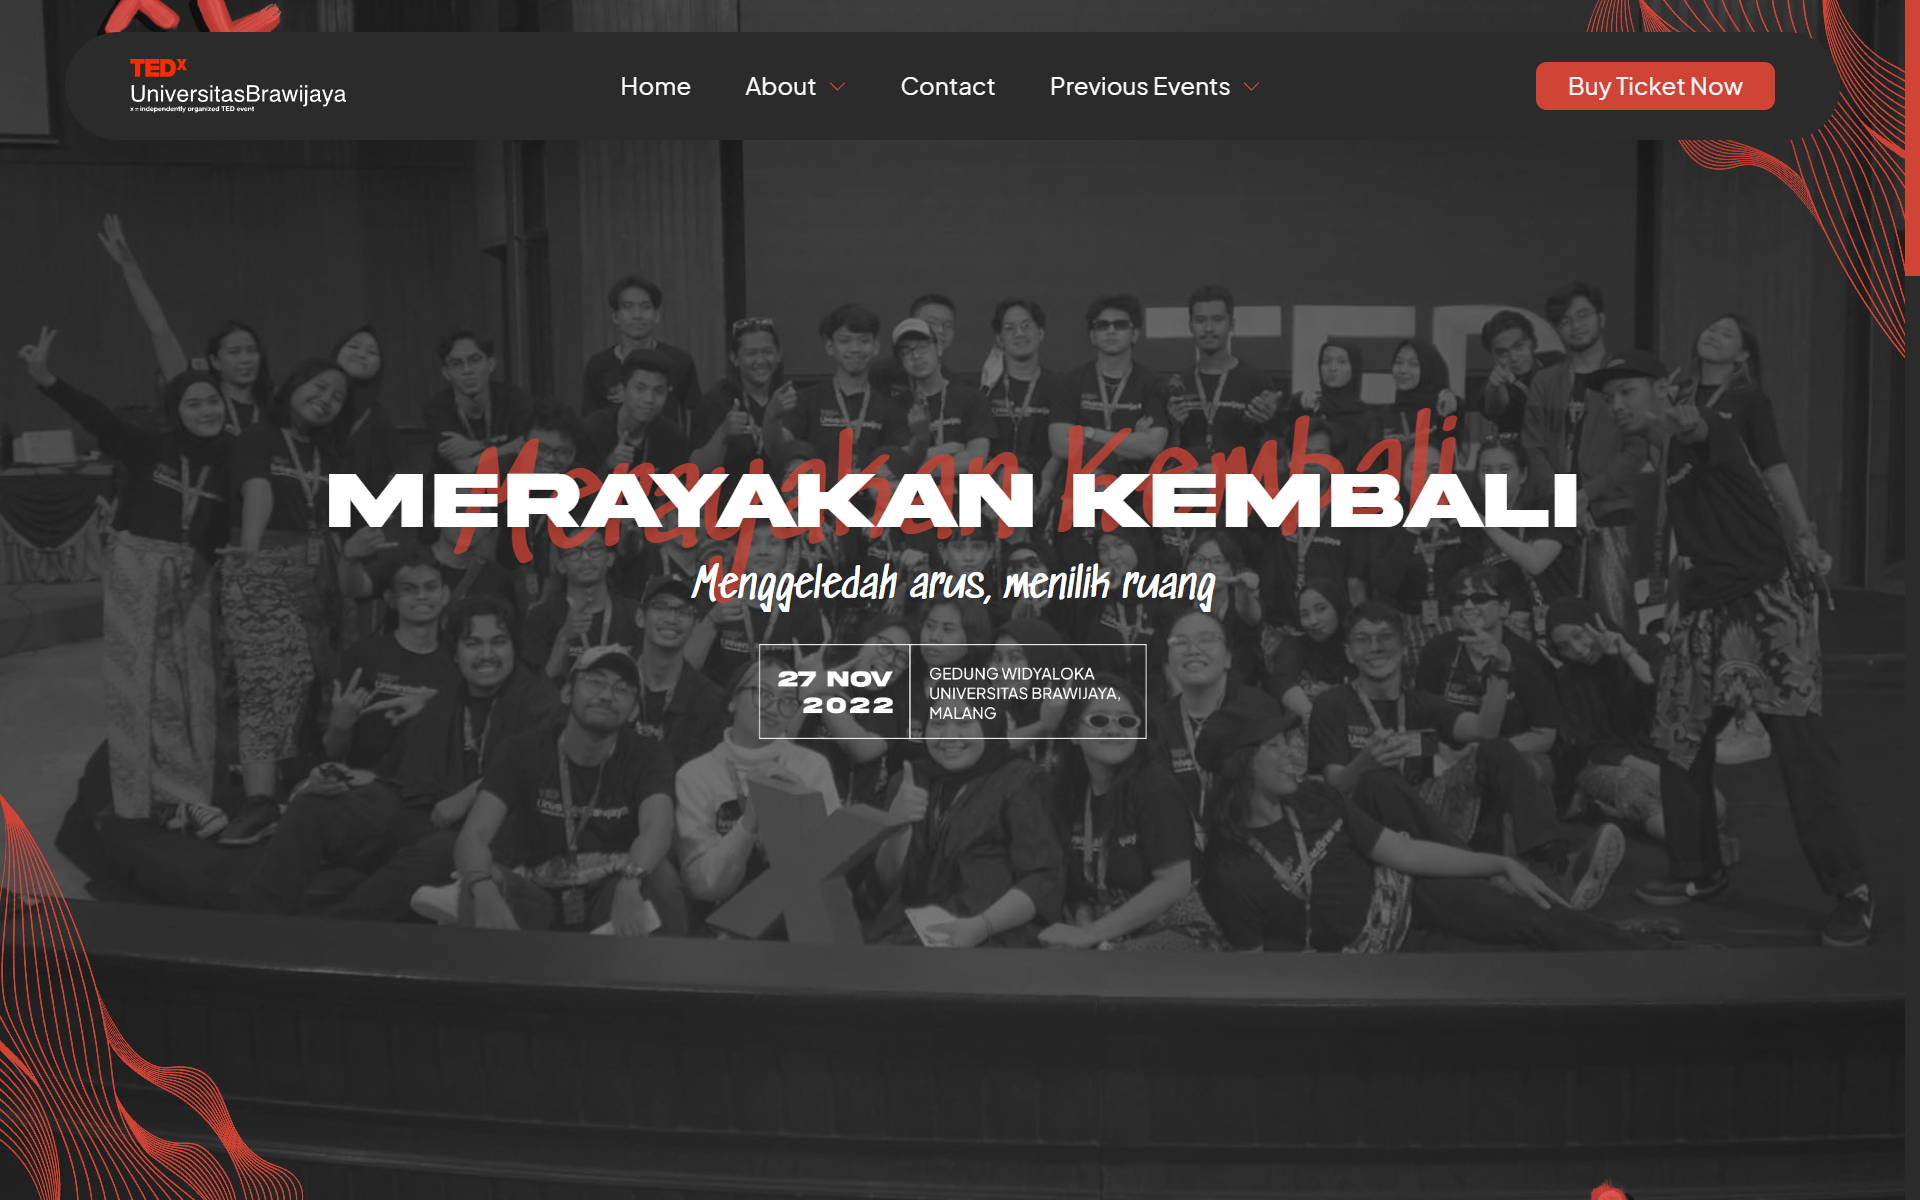 TEDx
UniversitasBrawijaya
x = independently organized TED event
Home
About
Contact
Previous Events
Buy Ticket Now
TED
Merayakan Kembali
MERAYAKAN KEMBALI
Menggeledah arus, menilik ruang
27 NOV
2022
GEDUNG WIDYALOKA
UNIVERSITAS BRAWIJAYA,
MALANG